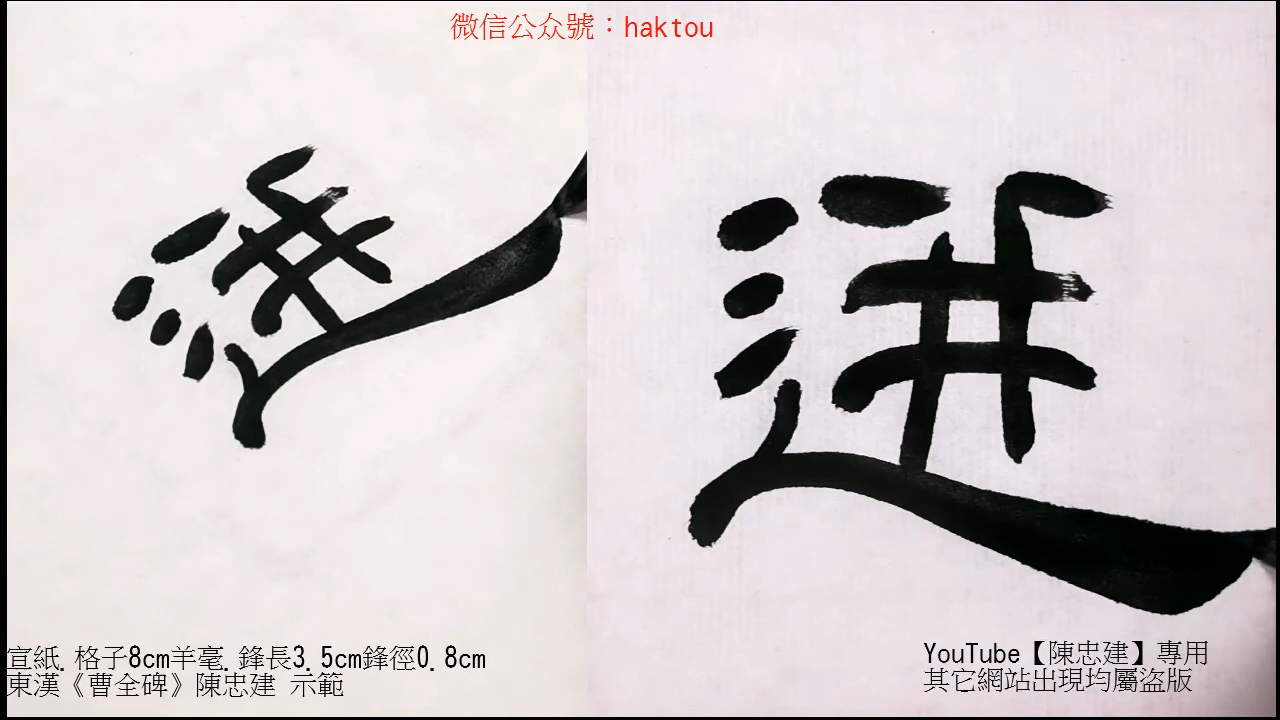 微信公众號：haktou
迸 迸
宣紙.格子8cm羊毫.鋒長3.5cm鋒徑0.8cm
東漢《曹全碑》陳忠建 示範
YouTube【陳忠建】專用
其它網站出現均屬盜版